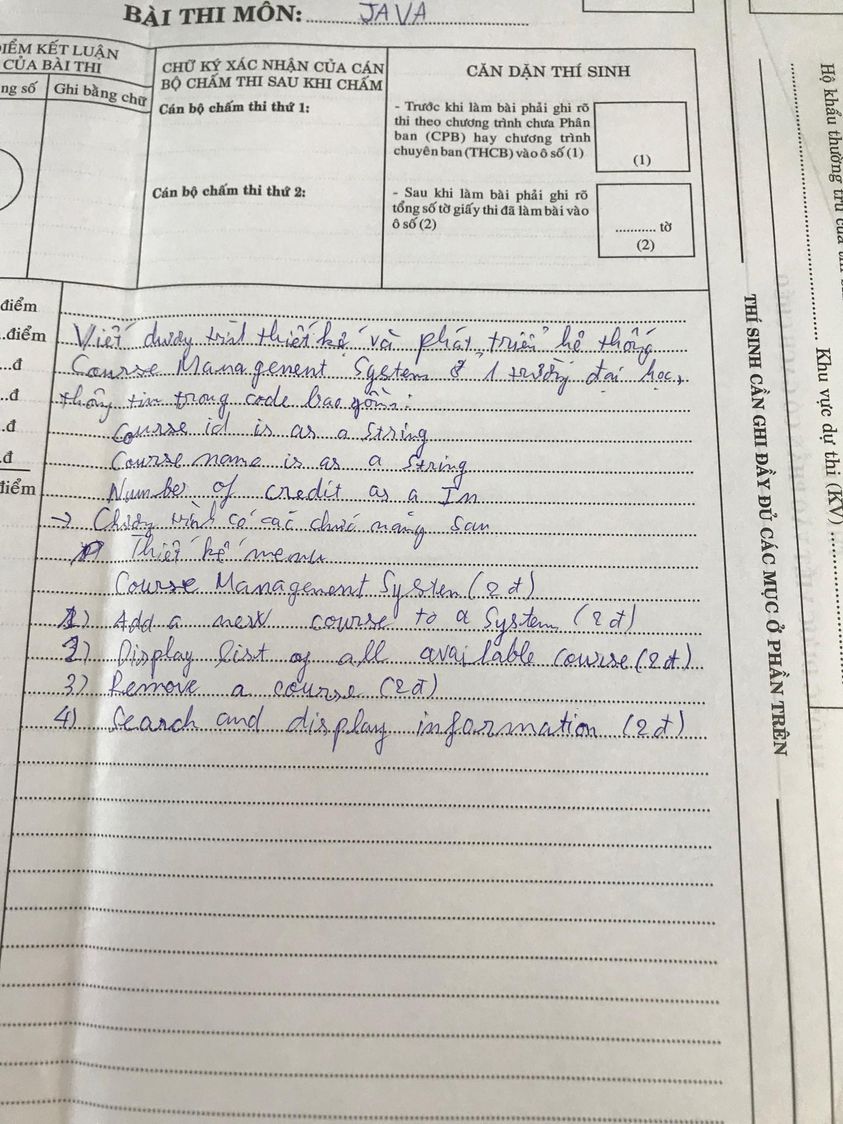 BÀI THI MÔN: JAVA
IỂM KẾT LUẬN
CỦA BÀI THI
ng số
Ghi bằng chữ
CHỮ KÝ XÁC NHẬN CỦA CÁN
BỘ CHẤM THI SAU KHI CHẤM
Cán bộ chấm thi thứ 1:
Cán bộ chấm thi thứ 2:
CĂN DẶN THÍ SINH
- Trước khi làm bài phải ghi rõ
thi theo chương trình chưa Phân
ban (CPB) hay chương trình
chuyên ban (THCB) vào ô số (1)
(1)
- Sau khi làm bài phải ghi rõ
tổng số tờ giấy thi đã làm bài vào
ô số (2)
............ tờ
(2)
điểm
..điểm
...đ
..đ
.đ
.đ
điểm
Viết chương trình thiết kế và phát triển hệ thống
Course Management System ở 1 trường đại học,
thông tin trong code bao gồm:
Course id is as a String
Course name is as a String
Number of credit as a In
→ Chương trình có các chức năng sau
Thiết kế menu
Course Management System (2đ)
1) Add a new course to a System (2đ)
2) Display list of all available course (2đ)
3) Remove a course (2đ)
4) Search and display information (2đ)
THÍ SINH CẦN GHI ĐẦY ĐỦ CÁC MỤC Ở PHẦN TRÊN
Hộ khẩu thường trú của
Khu vực dự thi (KV)